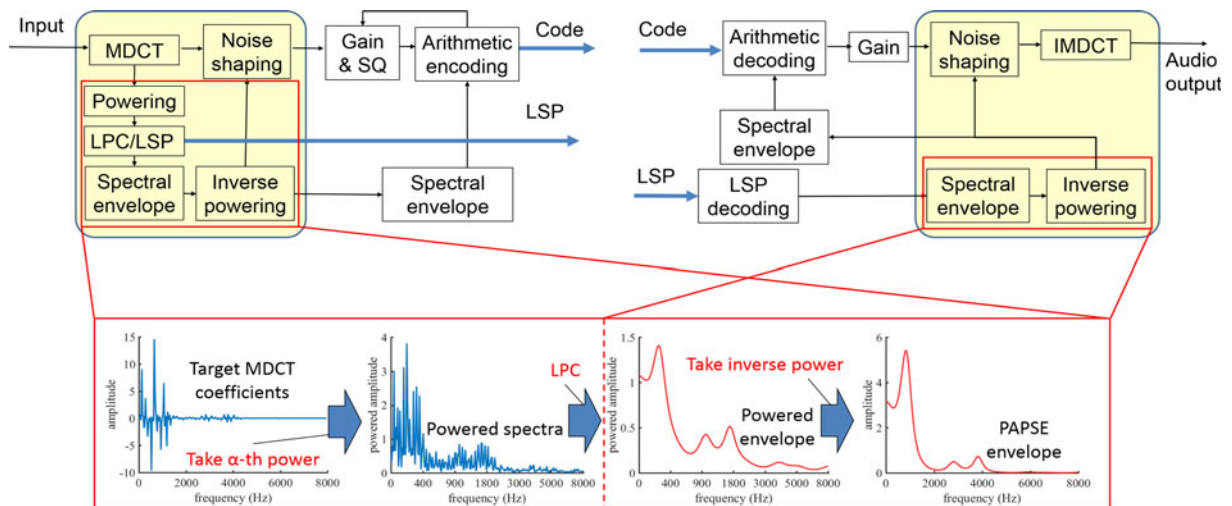 Input
MDCT
Noise
shaping
Gain
& SQ
Arithmetic
encoding
Code
Powering
LPC/LSP
LSP
Spectral
envelope
Inverse
powering
Spectral
envelope
Code
Arithmetic
decoding
Gain
Noise
shaping
IMDCT
Audio
output
Spectral
envelope
LSP
LSP
decoding
Spectral
envelope
Inverse
powering
15
10
5
0
-5
-10
amplitude
0 2000 4000 6000 8000
frequency (Hz)
Target MDCT
coefficients
Take α-th power
4
3
2
1
0
powered amplitude
0 400 900 1800 3000 5000 8000
frequency (Hz)
Powered spectra
LPC
1.5
1
0.5
0
powered amplitude
0 400 900 1800 3000 5000 8000
frequency (Hz)
Take inverse power
Powered
envelope
6
4
2
0
amplitude
0 2000 4000 6000 8000
frequency (Hz)
PAPSE
envelope